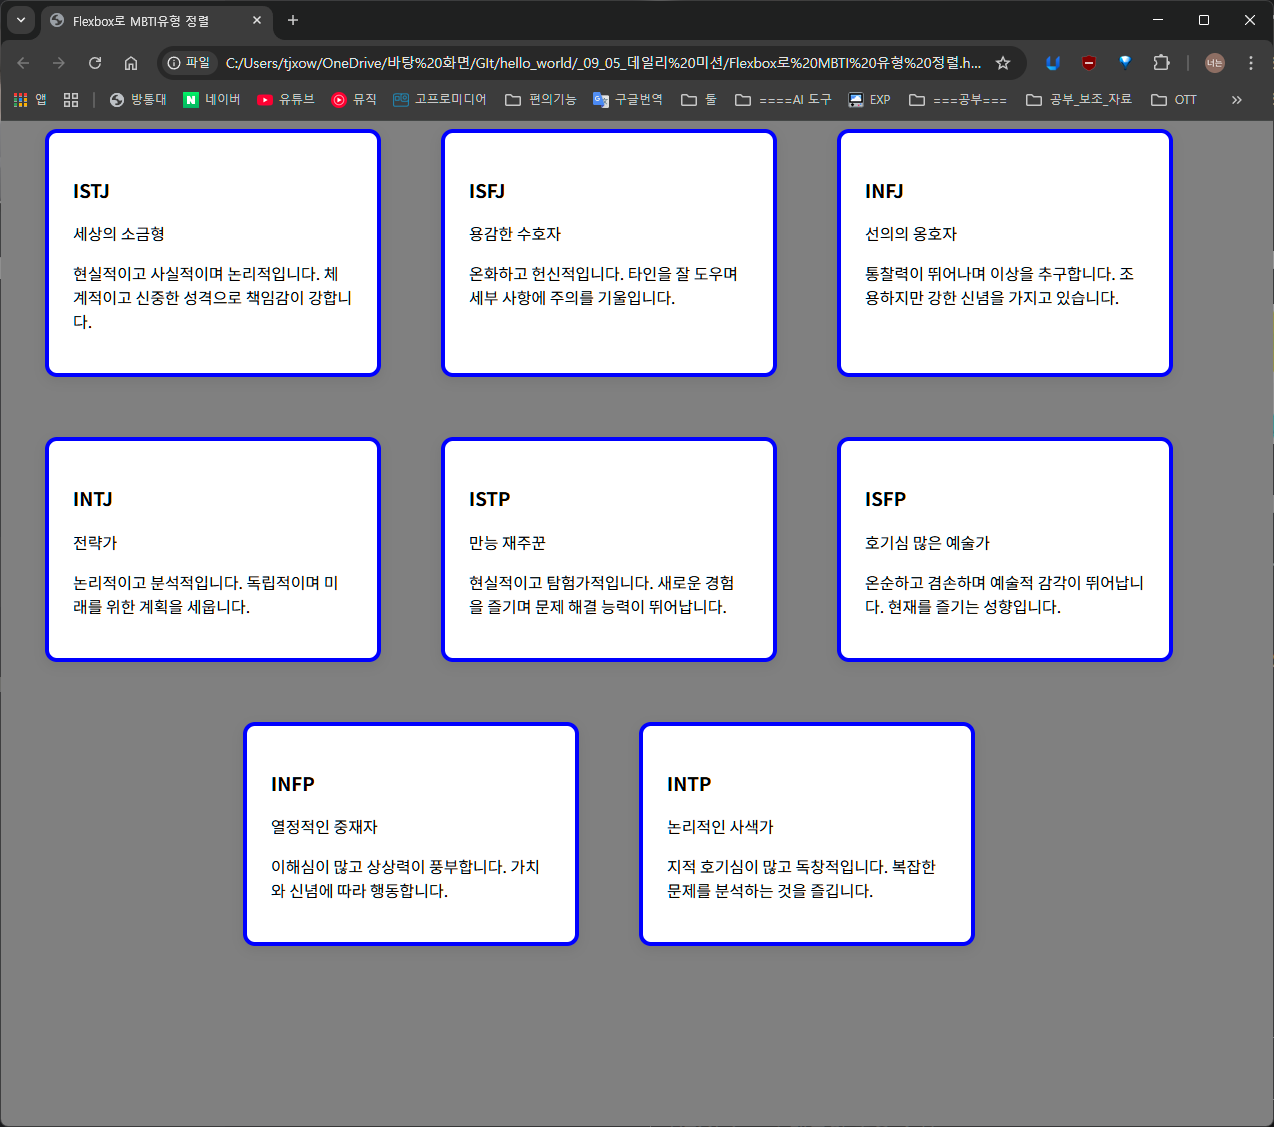 Flexbox로 MBTI유형 정렬
파일
C:/Users/tjxow/OneDrive/바탕%20화면/GIt/hello_world/_09_05_데일리%20미션/Flexbox로%20MBTI%20유형%20정렬.h...
너는
앱
방통대
네이버
유튜브
뮤직
고프로미디어
편의기능
구글번역
툴
====AI 도구
EXP
===공부===
공부_보조_자료
OTT
ISTJ
세상의 소금형
현실적이고 사실적이며 논리적입니다. 체
계적이고 신중한 성격으로 책임감이 강합니
다.
ISFJ
용감한 수호자
온화하고 헌신적입니다. 타인을 잘 도우며
세부 사항에 주의를 기울입니다.
INFJ
선의의 옹호자
통찰력이 뛰어나며 이상을 추구합니다. 조
용하지만 강한 신념을 가지고 있습니다.
INTJ
전략가
논리적이고 분석적입니다. 독립적이며 미
래를 위한 계획을 세웁니다.
ISTP
만능 재주꾼
현실적이고 탐험가적입니다. 새로운 경험
을 즐기며 문제 해결 능력이 뛰어납니다.
ISFP
호기심 많은 예술가
온순하고 겸손하며 예술적 감각이 뛰어납니
다. 현재를 즐기는 성향입니다.
INFP
열정적인 중재자
이해심이 많고 상상력이 풍부합니다. 가치
와 신념에 따라 행동합니다.
INTP
논리적인 사색가
지적 호기심이 많고 독창적입니다. 복잡한
문제를 분석하는 것을 즐깁니다.